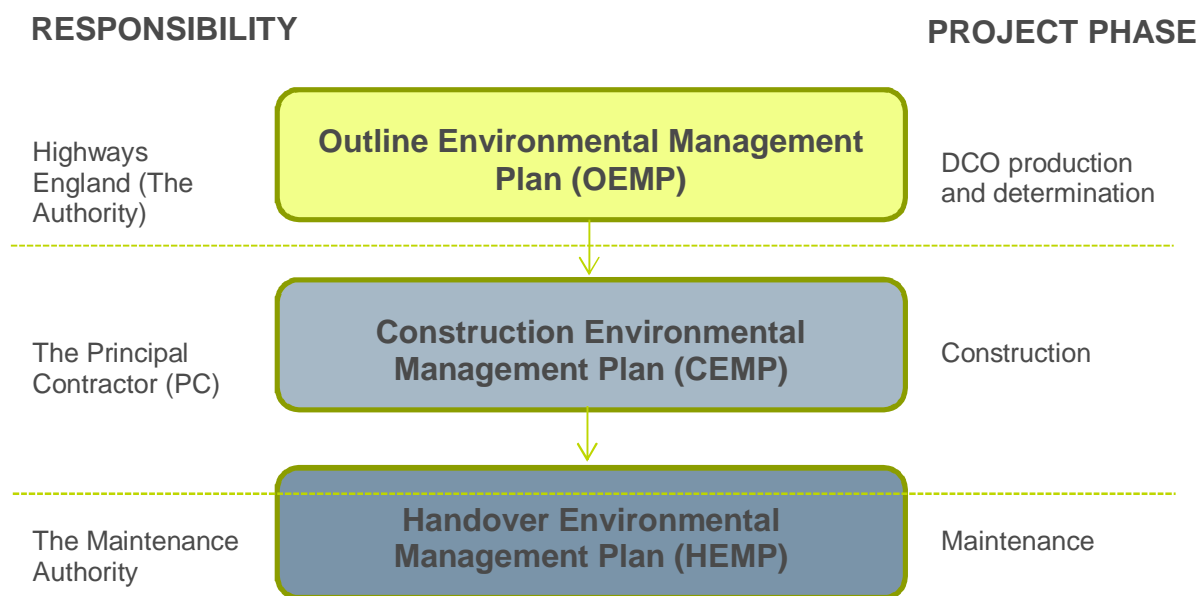 RESPONSIBILITY
PROJECT PHASE
Highways
England (The
Authority)
Outline Environmental Management
Plan (OEMP)
DCO production
and determination
The Principal
Contractor (PC)
Construction Environmental
Management Plan (CEMP)
Construction
The Maintenance
Authority
Handover Environmental
Management Plan (HEMP)
Maintenance